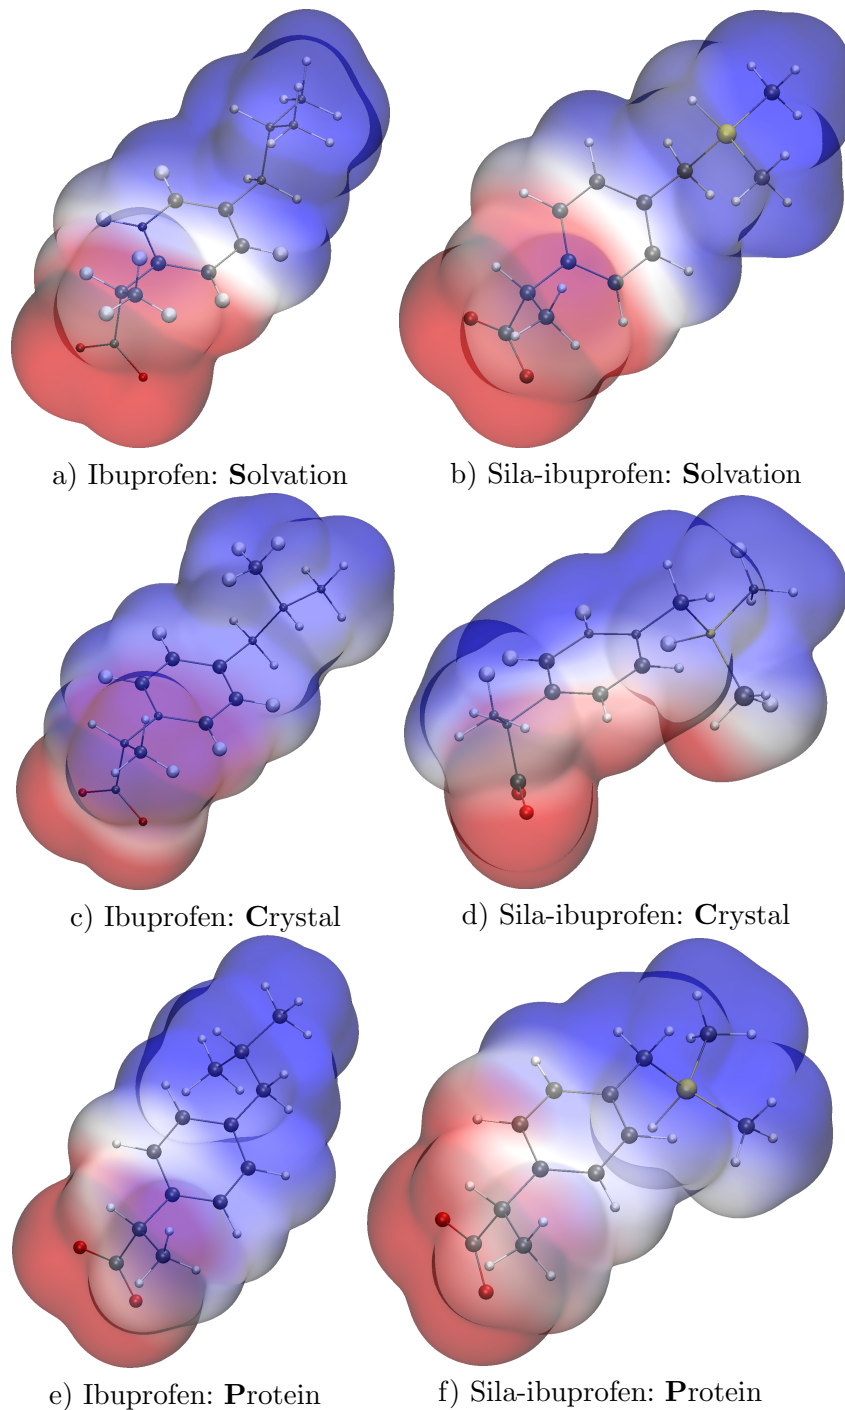 a) Ibuprofen: Solvation
b) Sila-ibuprofen: Solvation
c) Ibuprofen: Crystal
d) Sila-ibuprofen: Crystal
e) Ibuprofen: Protein
f) Sila-ibuprofen: Protein